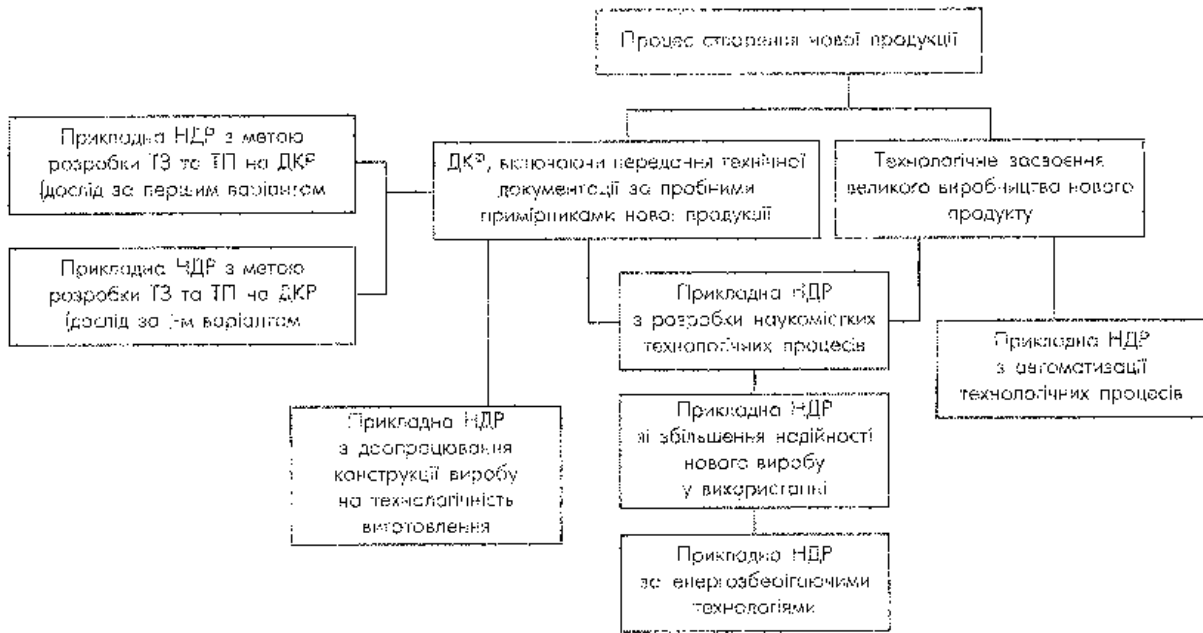 Процес створення нової продукції
Прикладна НДР з метою
розробки ТЗ та ТП на ДКР
(дослід за першим варіантом
ДКР, включаючи передання технічної
документації за пробними
примірниками нової продукції
Технологічне засвоєння
великого виробництва нового
продукту
Прикладна НДР з метою
розробки ТЗ та ТП на ДКР
(дослід за j-м варіантом
Прикладна НДР
з розробки наукомістких
технологічних процесів
Прикладна НДР
з автоматизації
технологічних процесів
Прикладна НДР
з доопрацювання
конструкції виробу
на технологічність
виготовлення
Прикладна НДР
зі збільшення надійності
нового виробу
у використанні
Прикладна НДР
за енергозберігаючими
технологіями